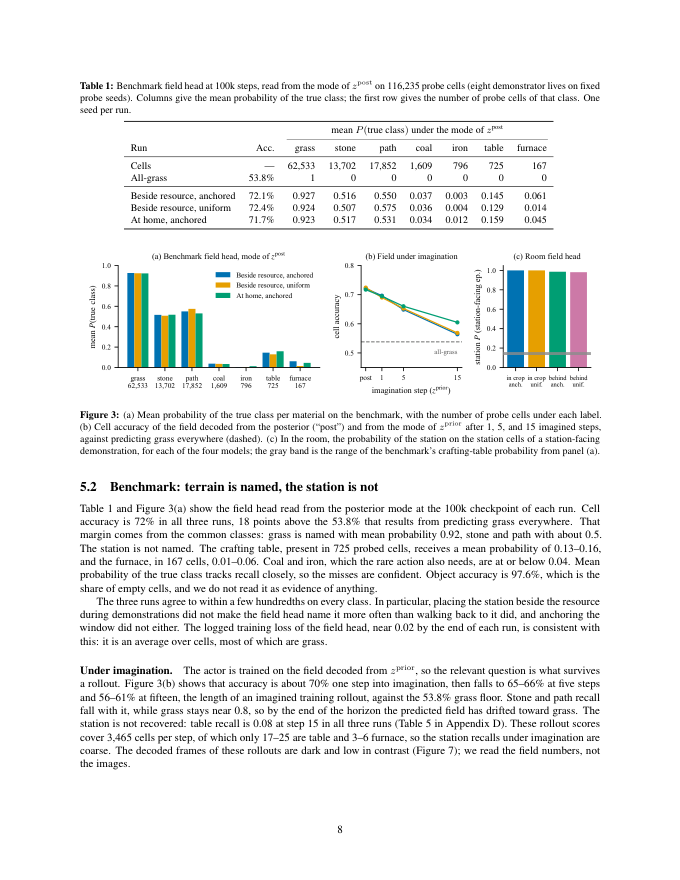 Table 1: Benchmark field head at 100k steps, read from the mode of z^post on 116,235 probe cells (eight demonstrator lives on fixed
probe seeds). Columns give the mean probability of the true class; the first row gives the number of probe cells of that class. One
seed per run.
mean P(true class) under the mode of z^post
Run Acc. grass stone path coal iron table furnace
Cells — 62,533 13,702 17,852 1,609 796 725 167
All-grass 53.8% 1 0 0 0 0 0 0
Beside resource, anchored 72.1% 0.927 0.516 0.550 0.037 0.003 0.145 0.061
Beside resource, uniform 72.4% 0.924 0.507 0.575 0.036 0.004 0.129 0.014
At home, anchored 71.7% 0.923 0.517 0.531 0.034 0.012 0.159 0.045
(a) Benchmark field head, mode of z^post
mean P(true class)
1.0
0.8
0.6
0.4
0.2
0.0
Beside resource, anchored
Beside resource, uniform
At home, anchored
grass stone path coal iron table furnace
62,533 13,702 17,852 1,609 796 725 167
(b) Field under imagination
cell accuracy
0.8
0.7
0.6
0.5
all-grass
post 1 5 15
imagination step (z^prior)
(c) Room field head
station P (station-facing ep.)
1.0
0.8
0.6
0.4
0.2
0.0
in crop in crop behind behind
anch. unif. anch. unif.
Figure 3: (a) Mean probability of the true class per material on the benchmark, with the number of probe cells under each label.
(b) Cell accuracy of the field decoded from the posterior (“post”) and from the mode of z^prior after 1, 5, and 15 imagined steps,
against predicting grass everywhere (dashed). (c) In the room, the probability of the station on the station cells of a station-facing
demonstration, for each of the four models; the gray band is the range of the benchmark’s crafting-table probability from panel (a).
5.2 Benchmark: terrain is named, the station is not
Table 1 and Figure 3(a) show the field head read from the posterior mode at the 100k checkpoint of each run. Cell
accuracy is 72% in all three runs, 18 points above the 53.8% that results from predicting grass everywhere. That
margin comes from the common classes: grass is named with mean probability 0.92, stone and path with about 0.5.
The station is not named. The crafting table, present in 725 probed cells, receives a mean probability of 0.13–0.16,
and the furnace, in 167 cells, 0.01–0.06. Coal and iron, which the rare action also needs, are at or below 0.04. Mean
probability of the true class tracks recall closely, so the misses are confident. Object accuracy is 97.6%, which is the
share of empty cells, and we do not read it as evidence of anything.
The three runs agree to within a few hundredths on every class. In particular, placing the station beside the resource
during demonstrations did not make the field head name it more often than walking back to it did, and anchoring the
window did not either. The logged training loss of the field head, near 0.02 by the end of each run, is consistent with
this: it is an average over cells, most of which are grass.
Under imagination. The actor is trained on the field decoded from z^prior, so the relevant question is what survives
a rollout. Figure 3(b) shows that accuracy is about 70% one step into imagination, then falls to 65–66% at five steps
and 56–61% at fifteen, the length of an imagined training rollout, against the 53.8% grass floor. Stone and path recall
fall with it, while grass stays near 0.8, so by the end of the horizon the predicted field has drifted toward grass. The
station is not recovered: table recall is 0.08 at step 15 in all three runs (Table 5 in Appendix D). These rollout scores
cover 3,465 cells per step, of which only 17–25 are table and 3–6 furnace, so the station recalls under imagination are
coarse. The decoded frames of these rollouts are dark and low in contrast (Figure 7); we read the field numbers, not
the images.
8